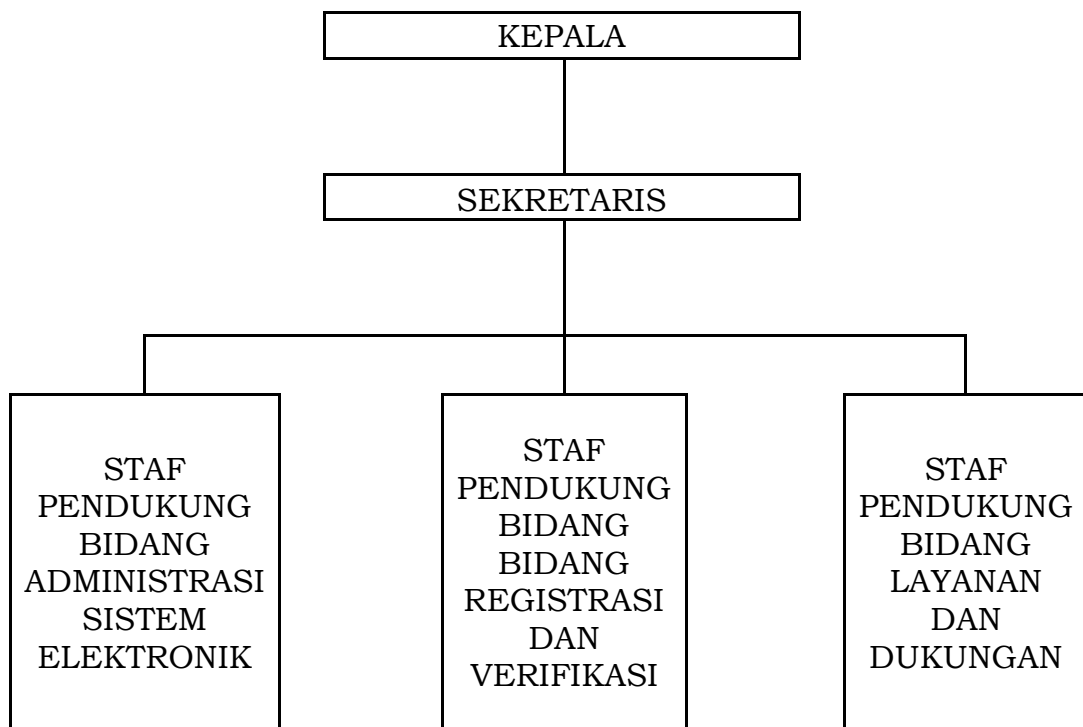 KEPALA
SEKRETARIS
STAF
PENDUKUNG
BIDANG
ADMINISTRASI
SISTEM
ELEKTRONIK
STAF
PENDUKUNG
BIDANG
BIDANG
REGISTRASI
DAN
VERIFIKASI
STAF
PENDUKUNG
BIDANG
LAYANAN
DAN
DUKUNGAN